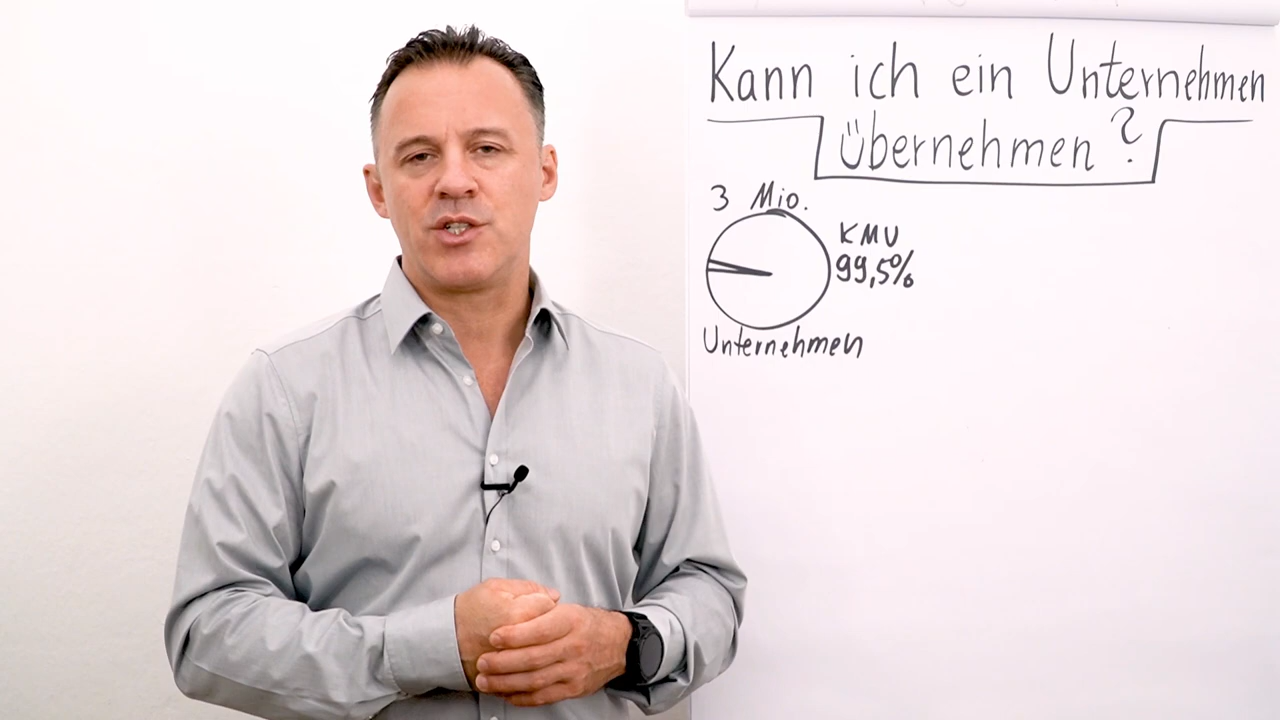 Kann ich ein Unternehmen
übernehmen?
3 Mio.
KMU
99,5%
Unternehmen